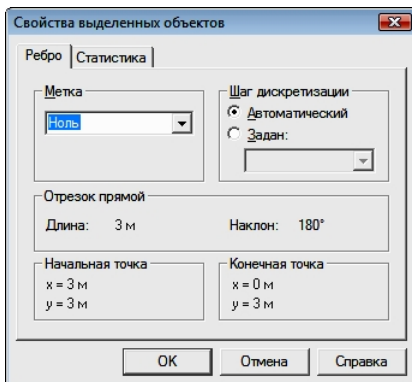 Свойства выделенных объектов
Ребро Статистика
Метка
Ноль
Шаг дискретизации
Автоматический
Задан:
Отрезок прямой
Длина: 3 м Наклон: 180°
Начальная точка
x = 3 м
y = 3 м
Конечная точка
x = 0 м
y = 3 м
OK Отмена Справка